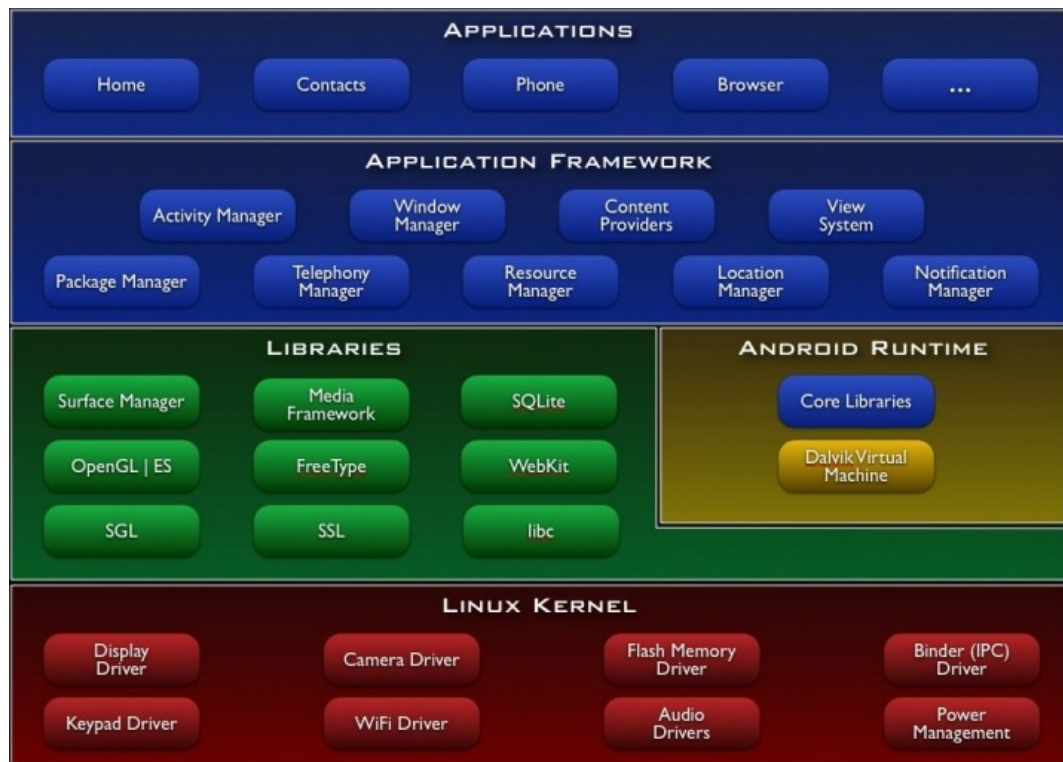 APPLICATIONS
Home
Contacts
Phone
Browser
...
APPLICATION FRAMEWORK
Activity Manager
Window
Manager
Content
Providers
View
System
Package Manager
Telephony
Manager
Resource
Manager
Location
Manager
Notification
Manager
LIBRARIES
Surface Manager
Media
Framework
SQLite
OpenGL | ES
FreeType
WebKit
SGL
SSL
libc
ANDROID RUNTIME
Core Libraries
Dalvik Virtual
Machine
LINUX KERNEL
Display
Driver
Camera Driver
Flash Memory
Driver
Binder (IPC)
Driver
Keypad Driver
WiFi Driver
Audio
Drivers
Power
Management